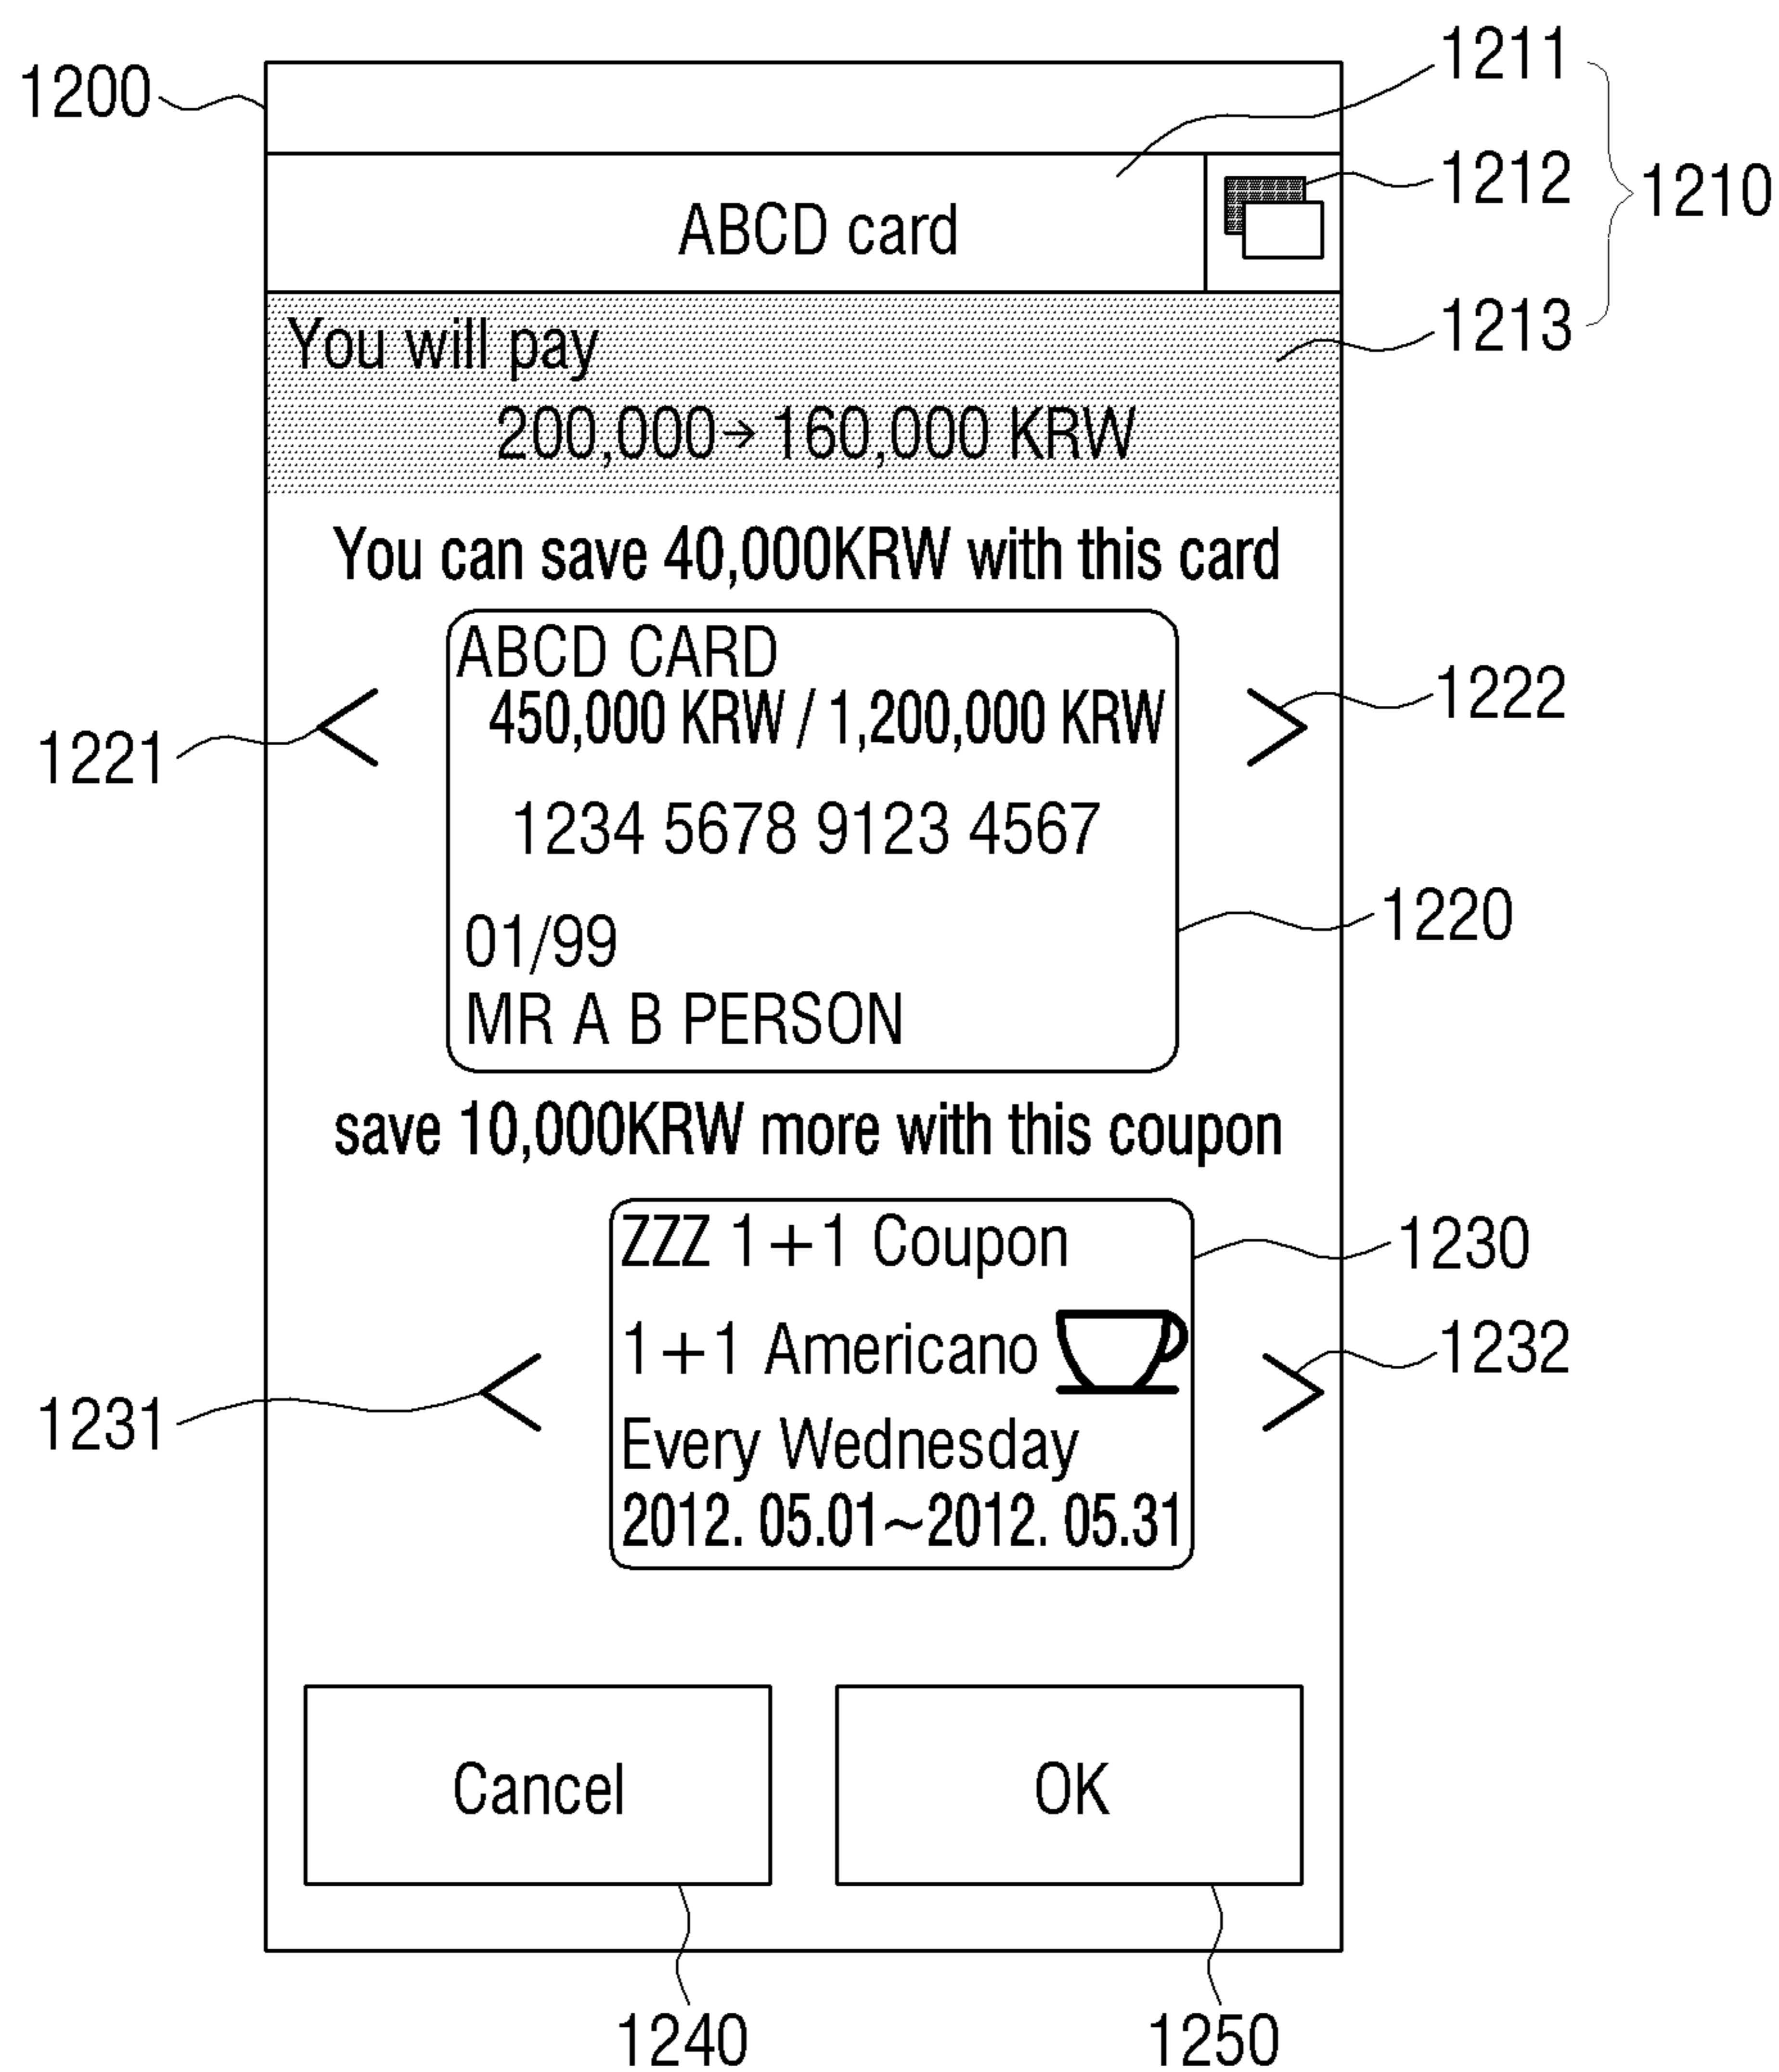 1211
1200
1212
1210
ABCD card
1213
You will pay
200,000→160,000 KRW
You can save 40,000KRW with this card
ABCD CARD
450,000 KRW / 1,200,000 KRW
1222
1221
1234 5678 9123 4567
1220
01/99
MR A B PERSON
save 10,000KRW more with this coupon
ZZZ 1+1 Coupon
1230
1+1 Americano
1232
1231
Every Wednesday
2012. 05.01~2012. 05.31
Cancel
OK
1240
1250